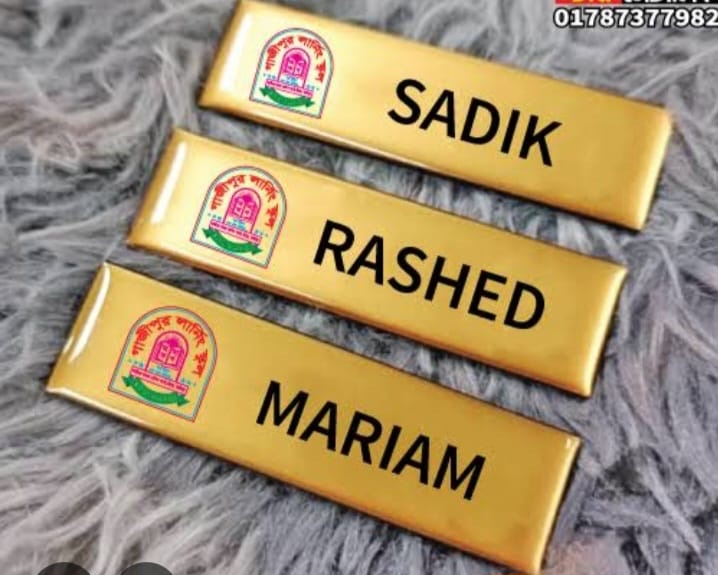 01787377982
গাজীপুর লার্নিং স্কুল
SADIK
গাজীপুর লার্নিং স্কুল
RASHED
গাজীপুর লার্নিং স্কুল
MARIAM